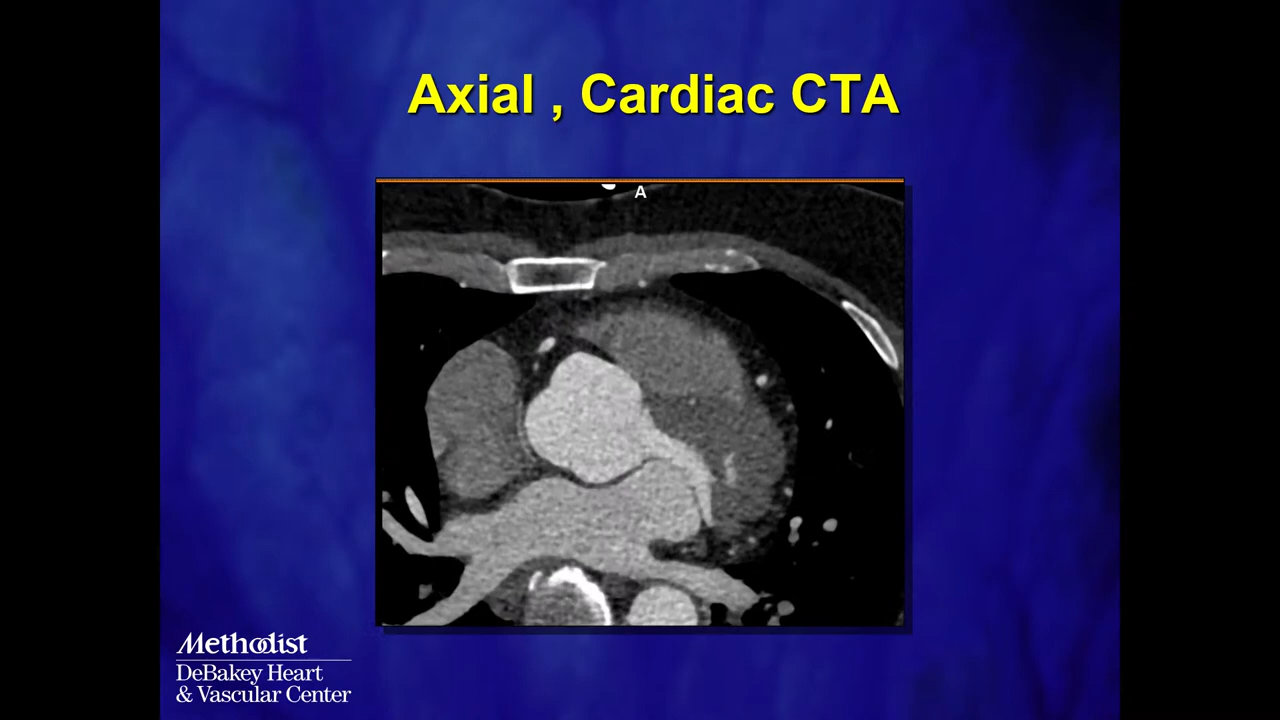 Axial , Cardiac CTA
A
Methodist
DeBakey Heart
& Vascular Center